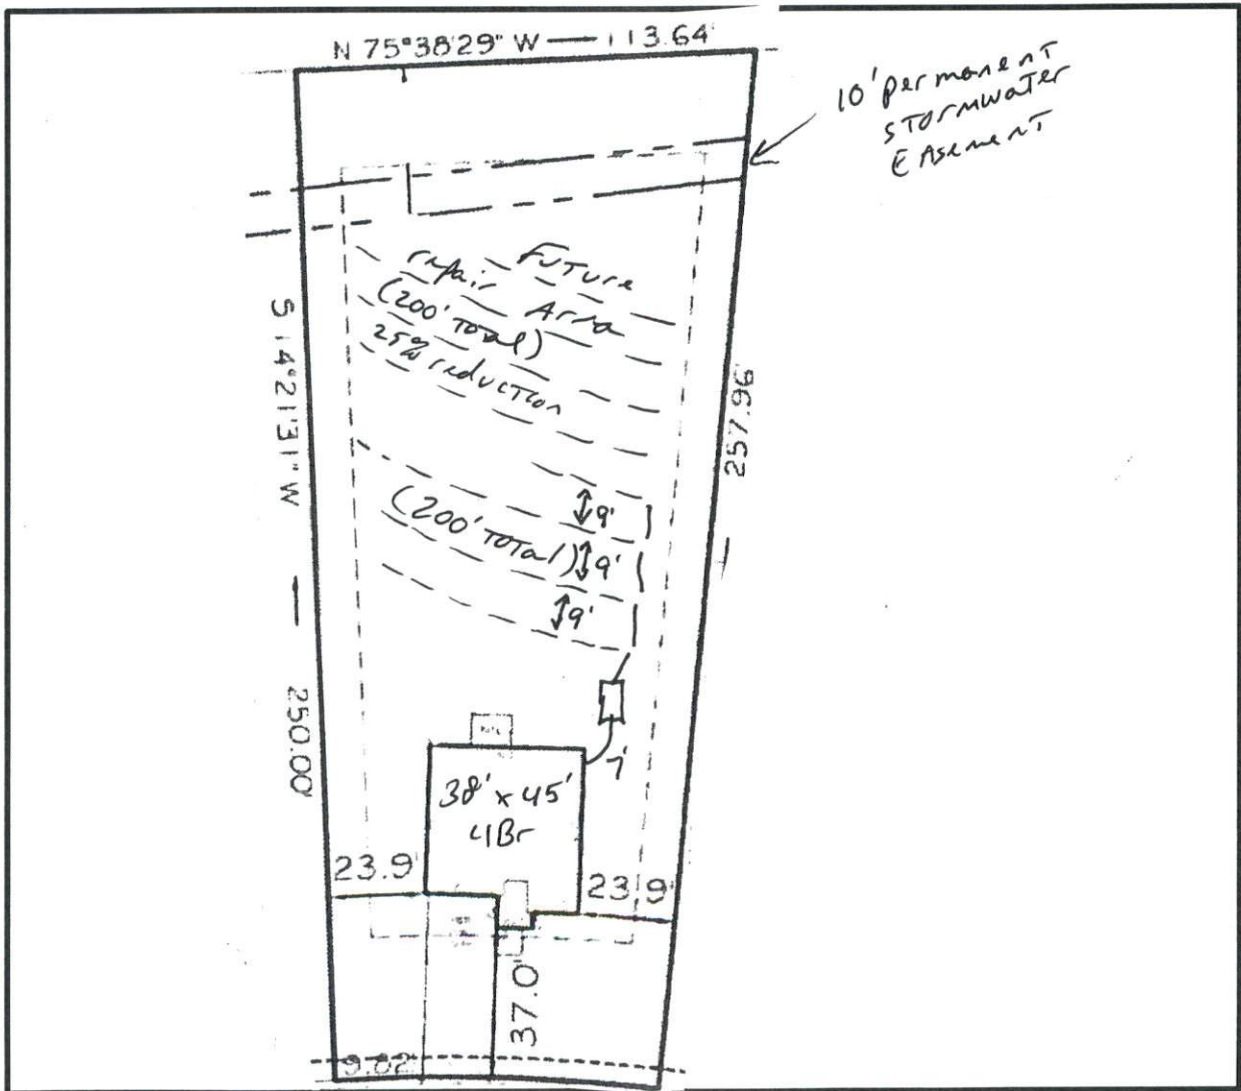 N 75°38'29" W — 113.64'
10' permanent
stormwater
Easement
Future
repair Area
(200' total)
25% reduction
S 14°21'31" W — 250.00'
257.96'
9'
(200' Total) 9'
9'
7'
38' x 45'
4Br
23.9'
23.9'
37.0'
9.82'